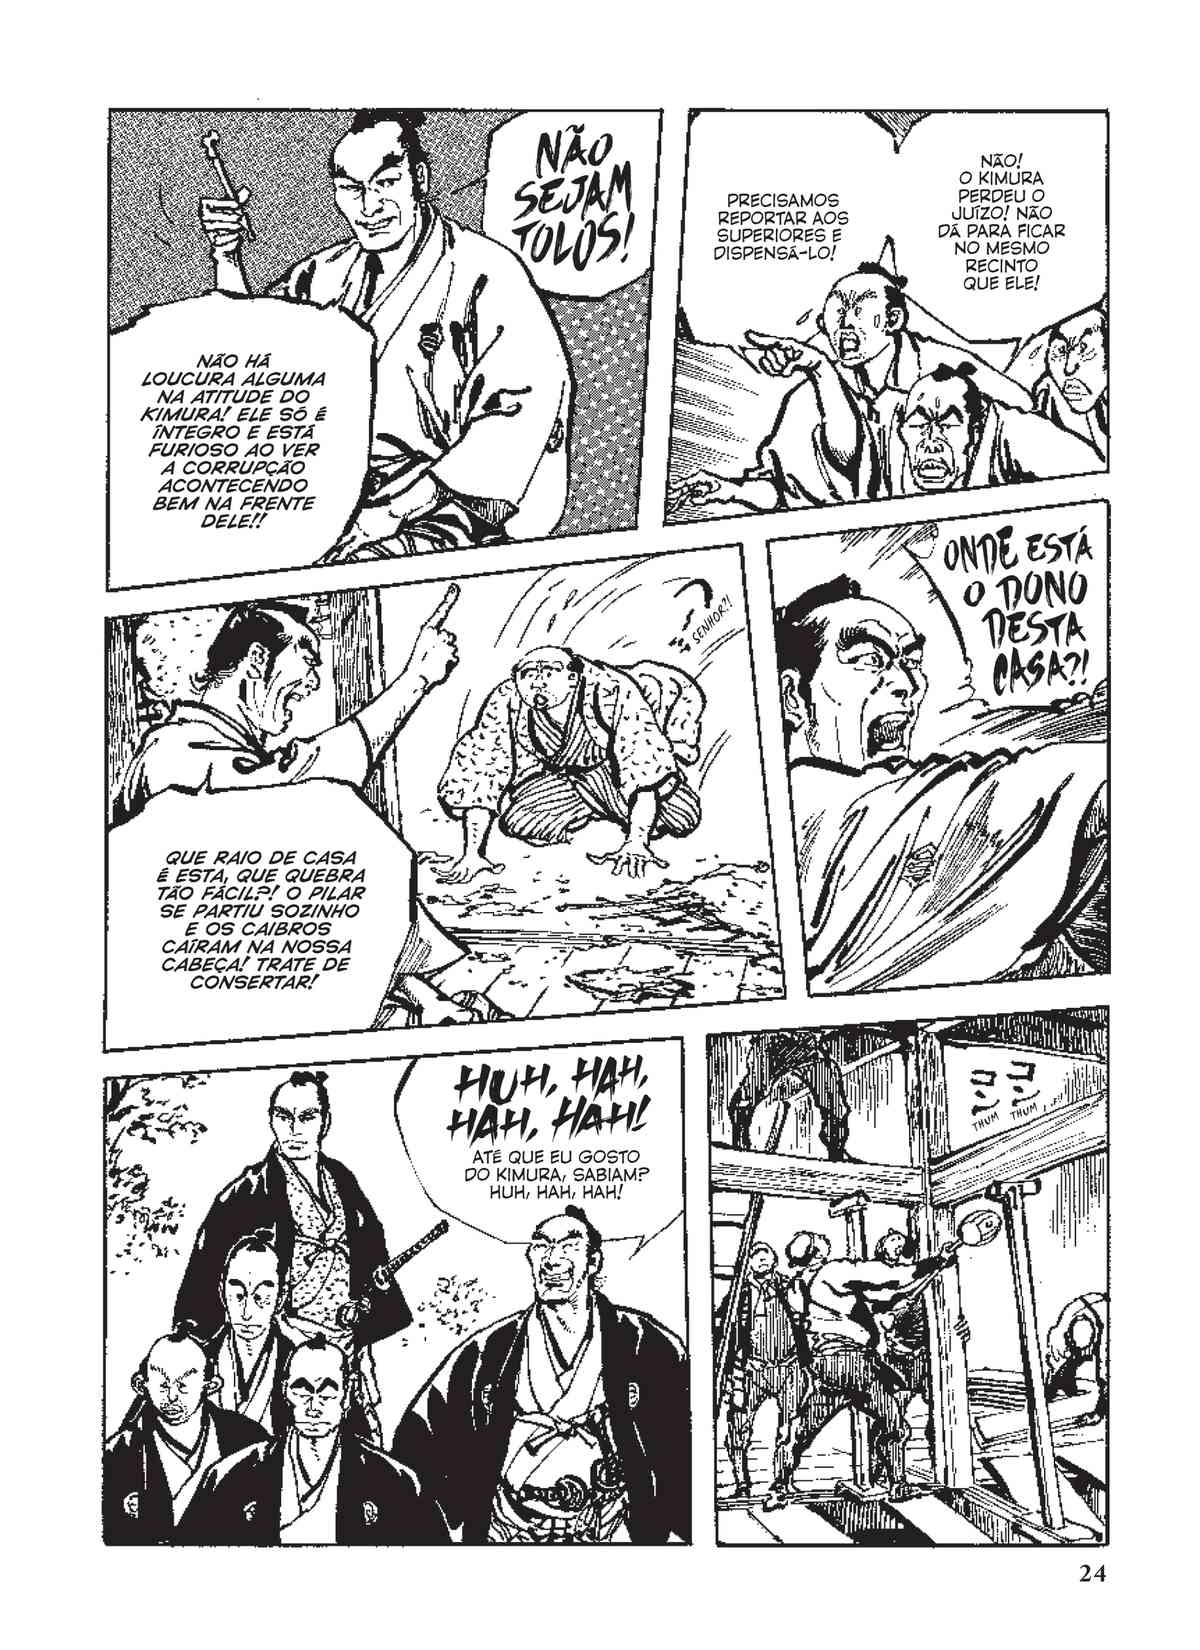 NÃO!
O KIMURA
PERDEU O
JUÍZO! NÃO
DÁ PARA FICAR
NO MESMO
RECINTO
QUE ELE!
PRECISAMOS
REPORTAR AOS
SUPERIORES E
DISPENSÁ-LO!
NÃO
SEJAM
TOLOS!
NÃO HÁ
LOUCURA ALGUMA
NA ATITUDE DO
KIMURA! ELE SÓ É
ÍNTEGRO E ESTÁ
FURIOSO AO VER
A CORRUPÇÃO
ACONTECENDO
BEM NA FRENTE
DELE!!
ONDE ESTÁ
O DONO
DESTA
CASA?!
SENHOR?!
QUE RAIO DE CASA
É ESTA, QUE QUEBRA
TÃO FÁCIL?! O PILAR
SE PARTIU SOZINHO
E OS CAIBROS
CAÍRAM NA NOSSA
CABEÇA! TRATE DE
CONSERTAR!
コン
コン
THUM
THUM
HUH, HAH,
HAH, HAH!
ATÉ QUE EU GOSTO
DO KIMURA, SABIAM?
HUH, HAH, HAH!
24